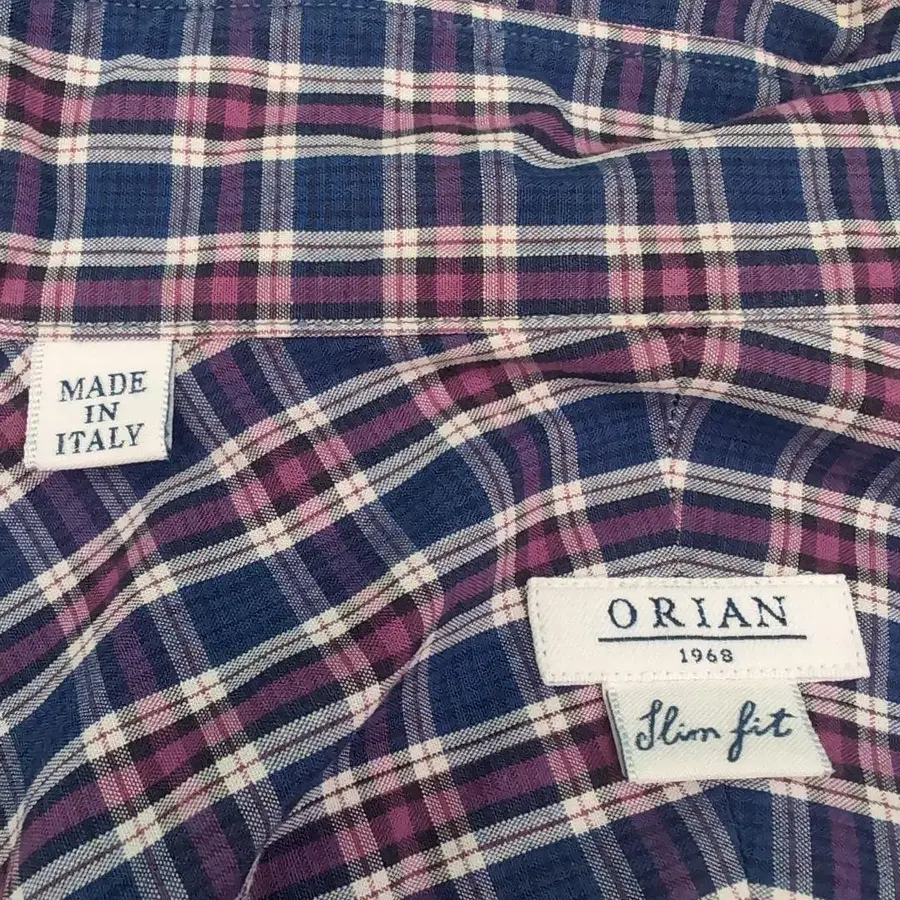 MADE
IN
ITALY
ORIAN
1968
Slim fit